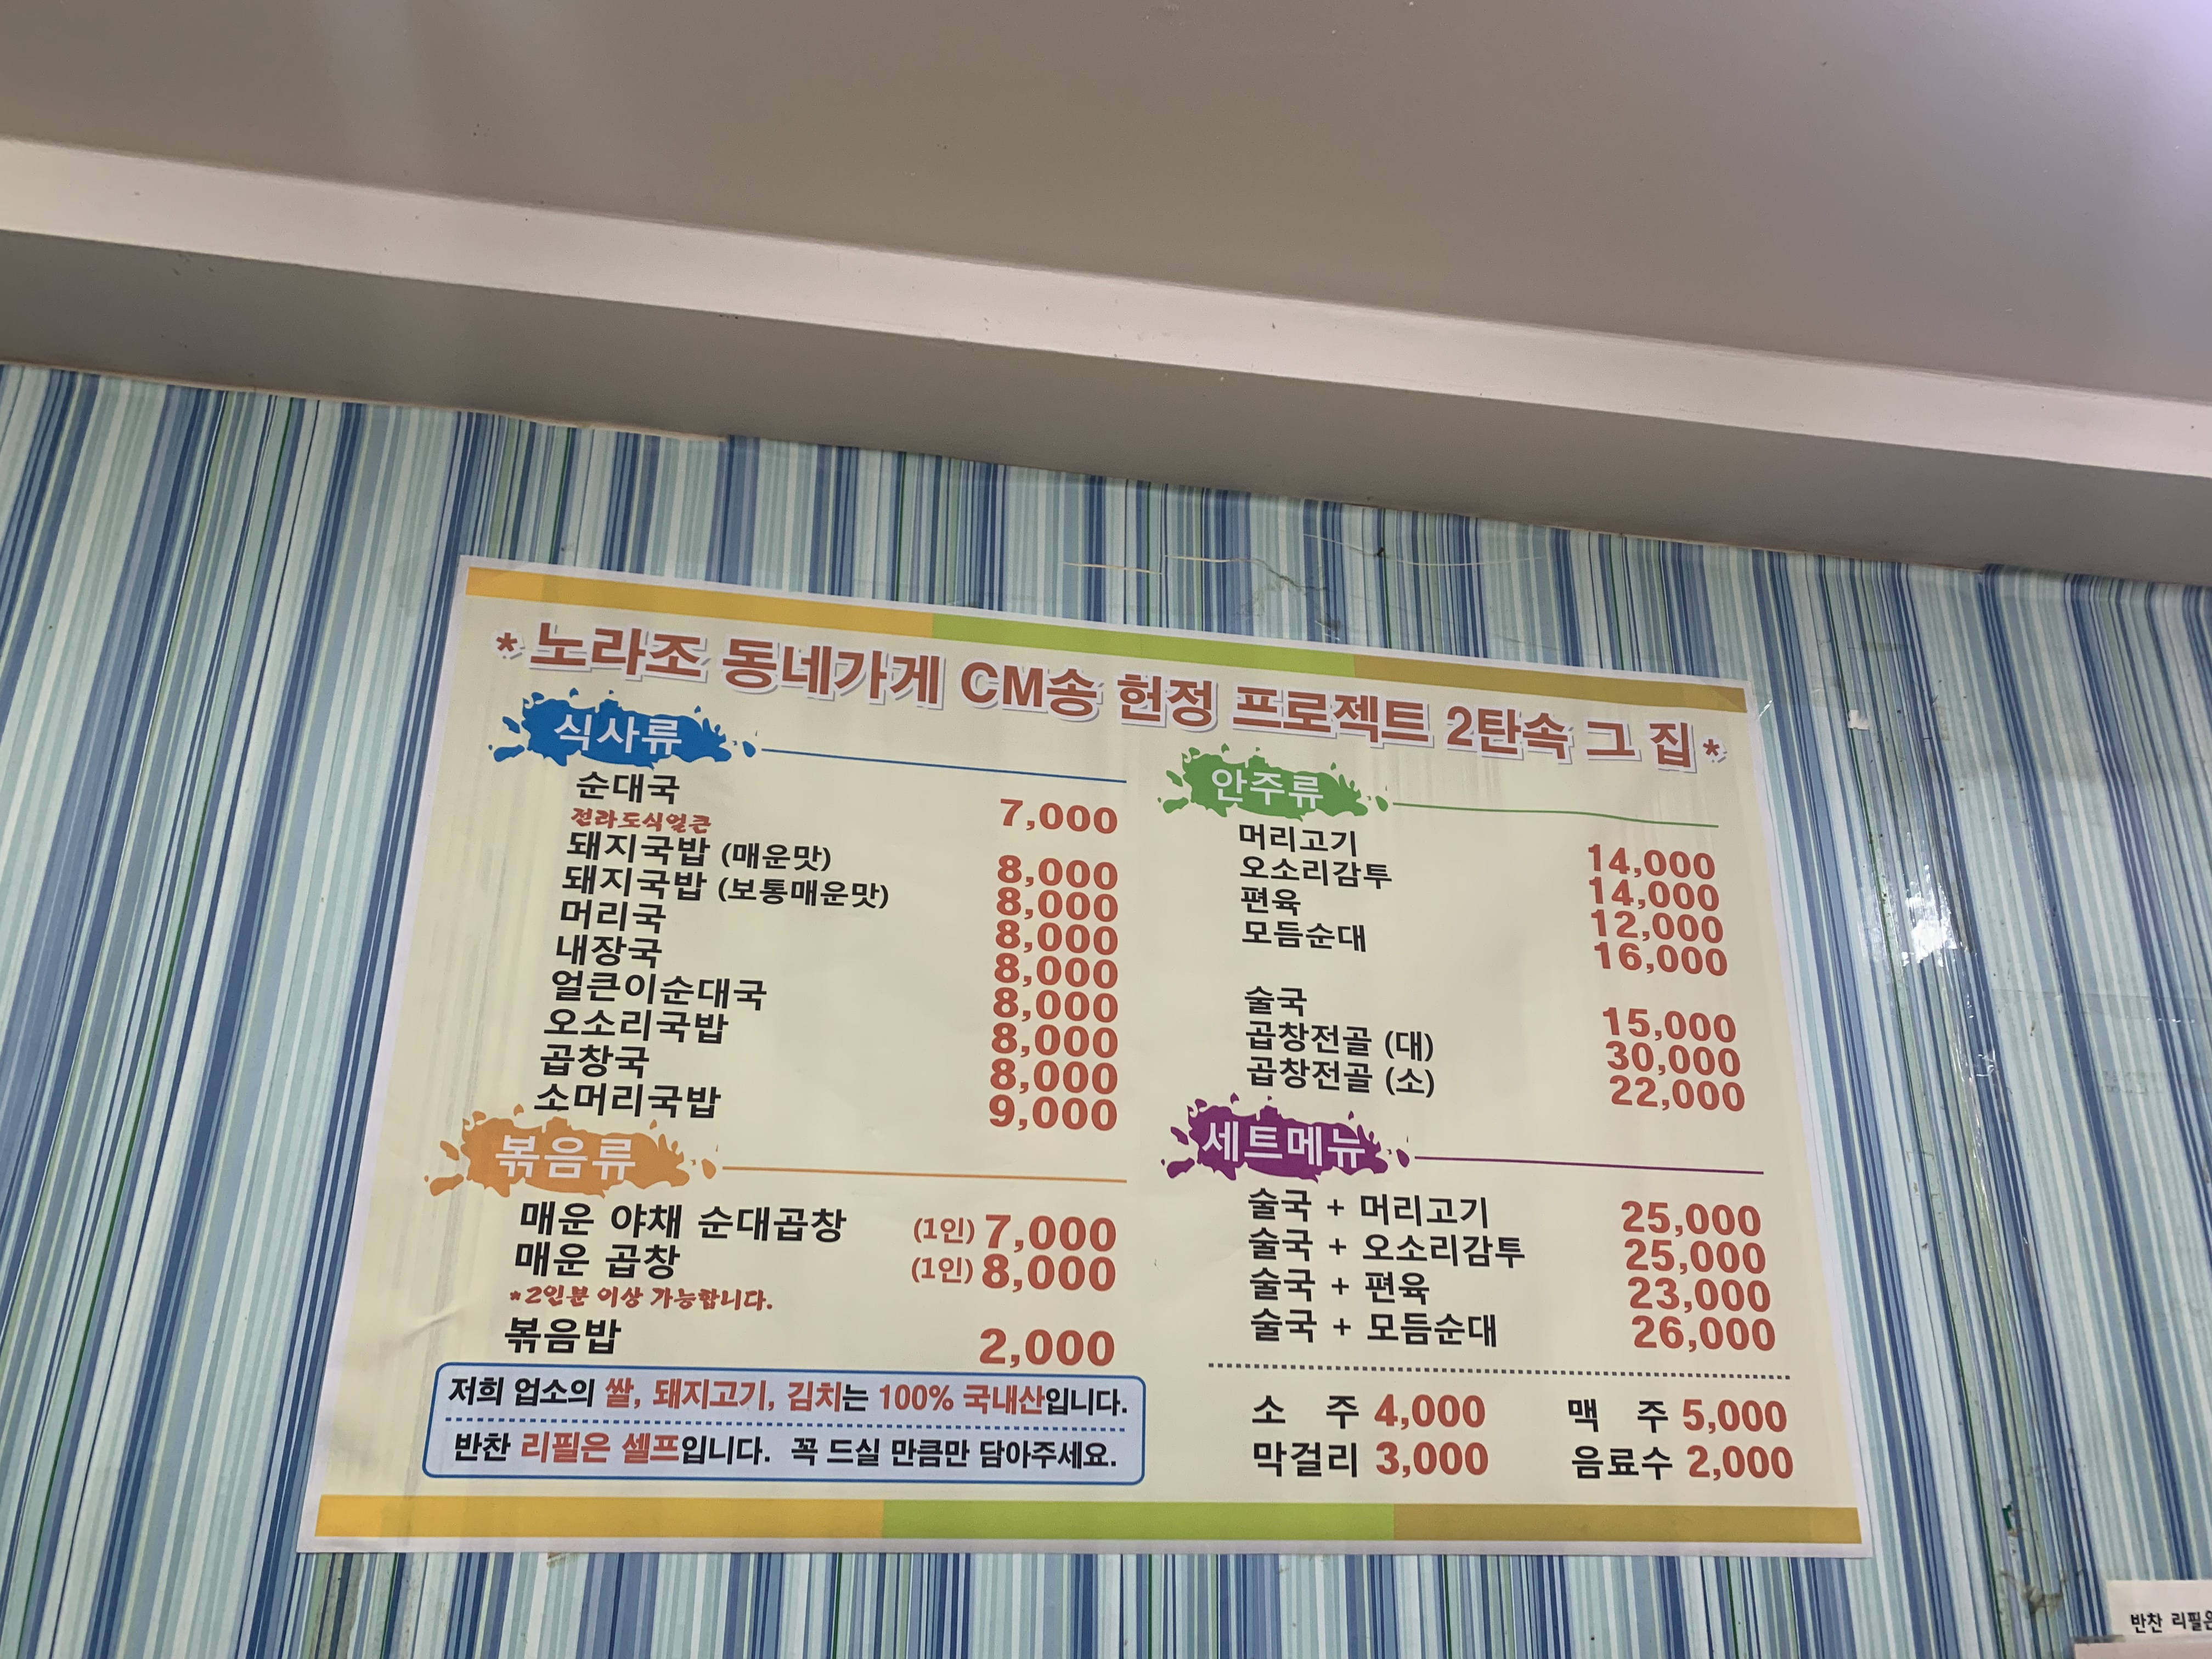 *노라조 동네가게 CM송 헌정 프로젝트 2탄속 그 집*
식사류
순대국 7,000
전라도식얼큰
돼지국밥 (매운맛) 8,000
돼지국밥 (보통매운맛) 8,000
머리국 8,000
내장국 8,000
얼큰이순대국 8,000
오소리국밥 8,000
곱창국 8,000
소머리국밥 9,000
볶음류
매운 야채 순대곱창 (1인) 7,000
매운 곱창 (1인) 8,000
*2인분 이상 가능합니다.
볶음밥 2,000
저희 업소의 쌀, 돼지고기, 김치는 100% 국내산입니다.
반찬 리필은 셀프입니다. 꼭 드실 만큼만 담아주세요.
안주류
머리고기 14,000
오소리감투 14,000
편육 12,000
모듬순대 16,000
술국 15,000
곱창전골 (대) 30,000
곱창전골 (소) 22,000
세트메뉴
술국 + 머리고기 25,000
술국 + 오소리감투 25,000
술국 + 편육 23,000
술국 + 모듬순대 26,000
소 주 4,000 맥 주 5,000
막걸리 3,000 음료수 2,000
반찬 리필은